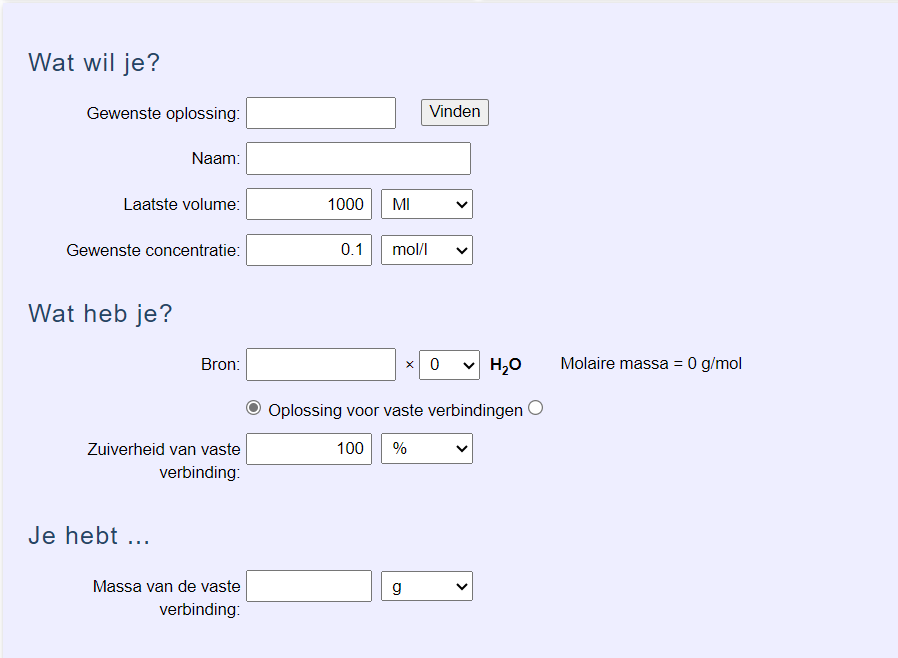 Wat wil je?
Gewenste oplossing: Vinden
Naam:
Laatste volume: 1000 Ml
Gewenste concentratie: 0.1 mol/l
Wat heb je?
Bron: × 0 H₂O Molaire massa = 0 g/mol
Oplossing voor vaste verbindingen
Zuiverheid van vaste 100 %
verbinding:
Je hebt ...
Massa van de vaste g
verbinding: